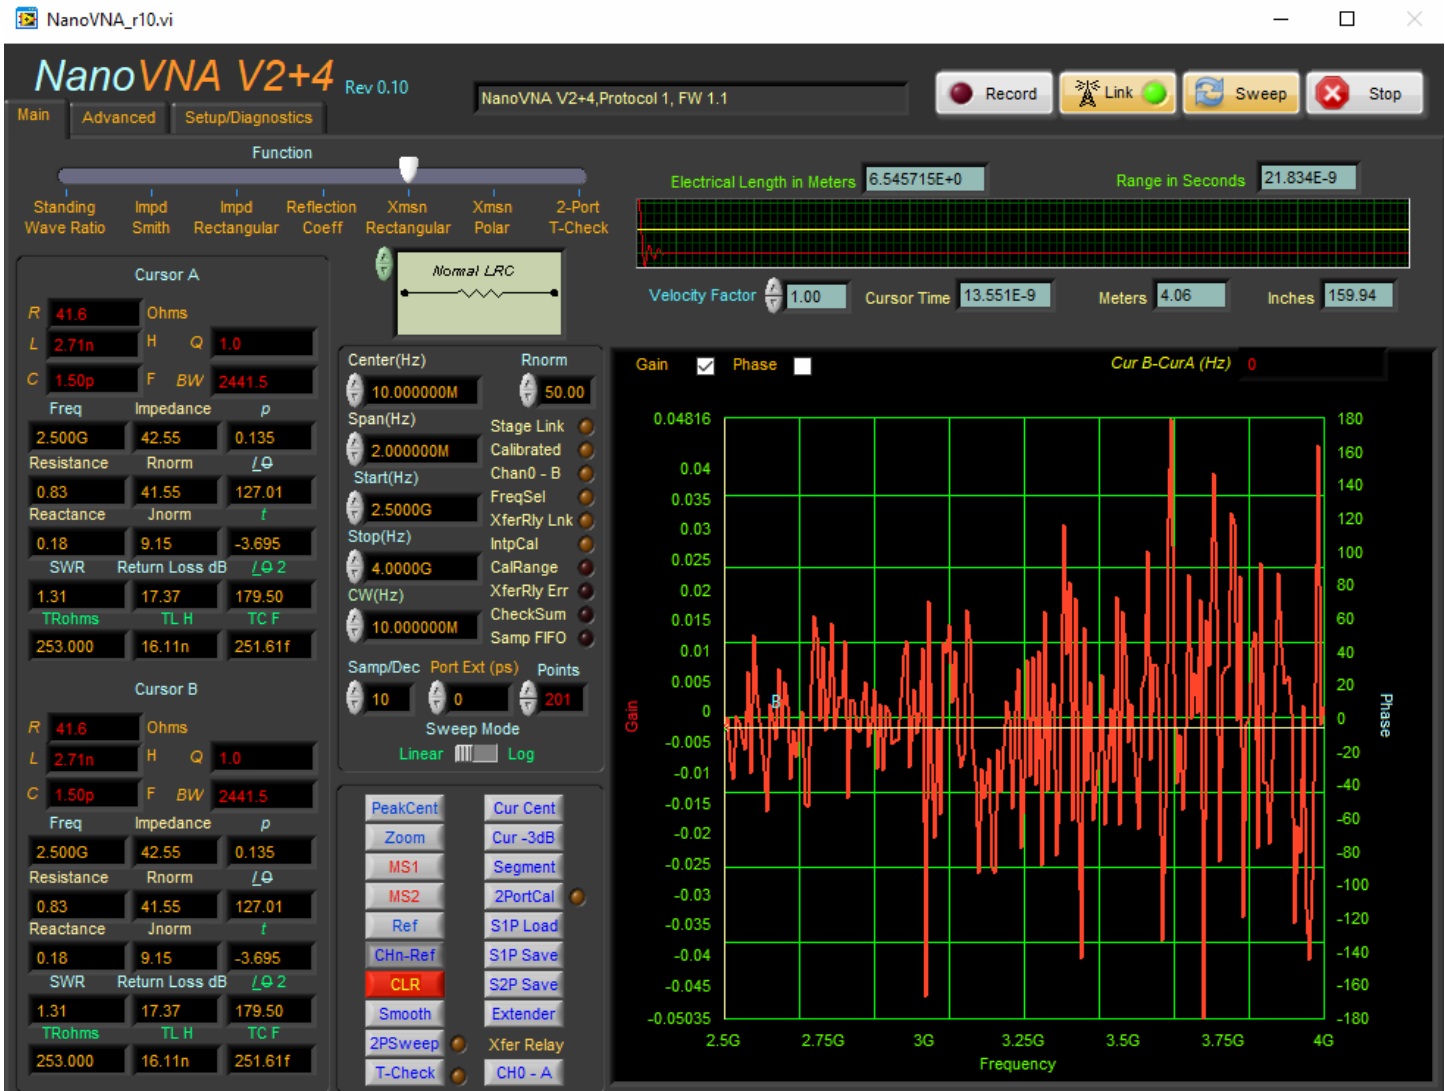 NanoVNA_r10.vi
NanoVNA V2+4 Rev 0.10
NanoVNA V2+4,Protocol 1, FW 1.1
Record Link Sweep Stop
Main Advanced Setup/Diagnostics
Function
Standing Wave Ratio
Impd Smith
Impd Rectangular
Reflection Coeff
Xmsn Rectangular
Xmsn Polar
2-Port T-Check
Electrical Length in Meters 6.545715E+0
Range in Seconds 21.834E-9
Velocity Factor 1.00 Cursor Time 13.551E-9 Meters 4.06 Inches 159.94
Normal LRC
Cursor A
R 41.6 Ohms
L 2.71n H Q 1.0
C 1.50p F BW 2441.5
Freq Impedance p
2.500G 42.55 0.135
Resistance Rnorm /Θ
0.83 41.55 127.01
Reactance Jnorm t
0.18 9.15 -3.695
SWR Return Loss dB /Θ 2
1.31 17.37 179.50
TRohms TL H TC F
253.000 16.11n 251.61f
Cursor B
R 41.6 Ohms
L 2.71n H Q 1.0
C 1.50p F BW 2441.5
Freq Impedance p
2.500G 42.55 0.135
Resistance Rnorm /Θ
0.83 41.55 127.01
Reactance Jnorm t
0.18 9.15 -3.695
SWR Return Loss dB /Θ 2
1.31 17.37 179.50
TRohms TL H TC F
253.000 16.11n 251.61f
Center(Hz) Rnorm
10.000000M 50.00
Span(Hz)
2.000000M
Start(Hz)
2.5000G
Stop(Hz)
4.0000G
CW(Hz)
10.000000M
Stage Link
Calibrated
Chan0 - B
FreqSel
XferRly Lnk
IntpCal
CalRange
XferRly Err
CheckSum
Samp FIFO
Samp/Dec Port Ext (ps) Points
10 0 201
Sweep Mode
Linear Log
PeakCent Cur Cent
Zoom Cur -3dB
MS1 Segment
MS2 2PortCal
Ref S1P Load
CHn-Ref S1P Save
CLR S2P Save
Smooth Extender
2PSweep Xfer Relay
T-Check CH0 - A
Gain Phase Cur B-CurA (Hz) 0
0.04816
0.04
0.035
0.03
0.025
0.02
0.015
0.01
0.005
0
-0.005
-0.01
-0.015
-0.02
-0.025
-0.03
-0.035
-0.04
-0.045
-0.05035
Gain
B
180
160
140
120
100
80
60
40
20
0
-20
-40
-60
-80
-100
-120
-140
-160
-180
Phase
2.5G 2.75G 3G 3.25G 3.5G 3.75G 4G
Frequency